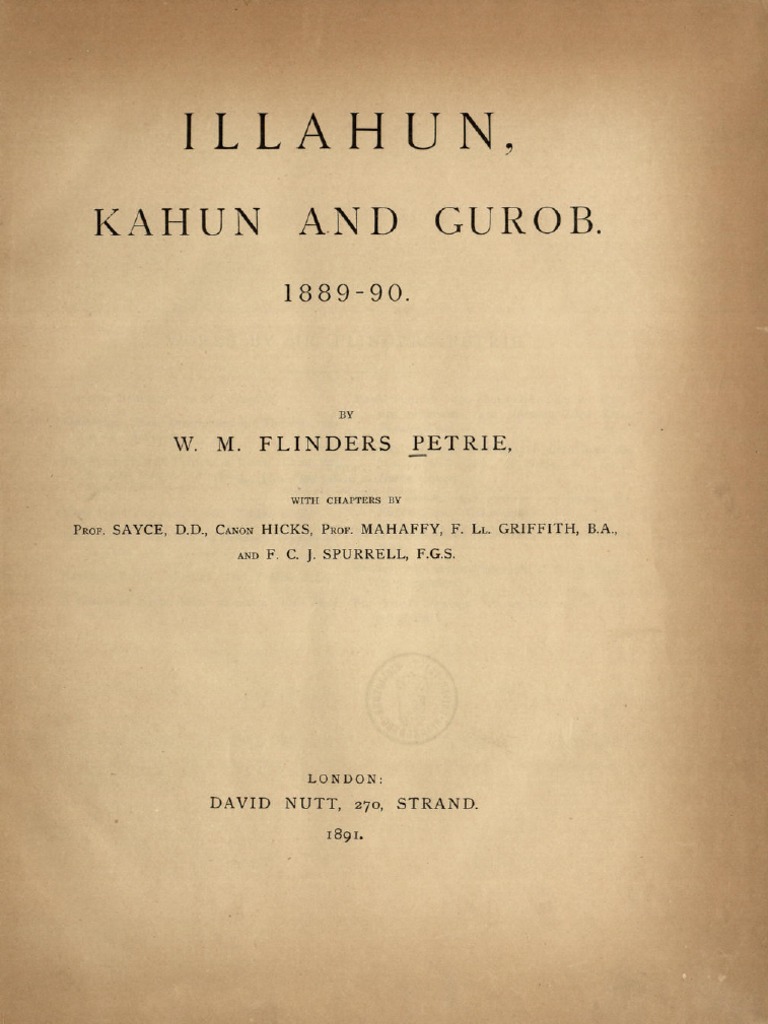 ILLAHUN,
KAHUN AND GUROB.
1889-90.
BY
W. M. FLINDERS PETRIE,
WITH CHAPTERS BY
PROF. SAYCE, D.D., CANON HICKS, PROF. MAHAFFY, F. LL. GRIFFITH, B.A.,
AND F. C. J. SPURRELL, F.G.S.
LONDON:
DAVID NUTT, 270, STRAND.
1891.